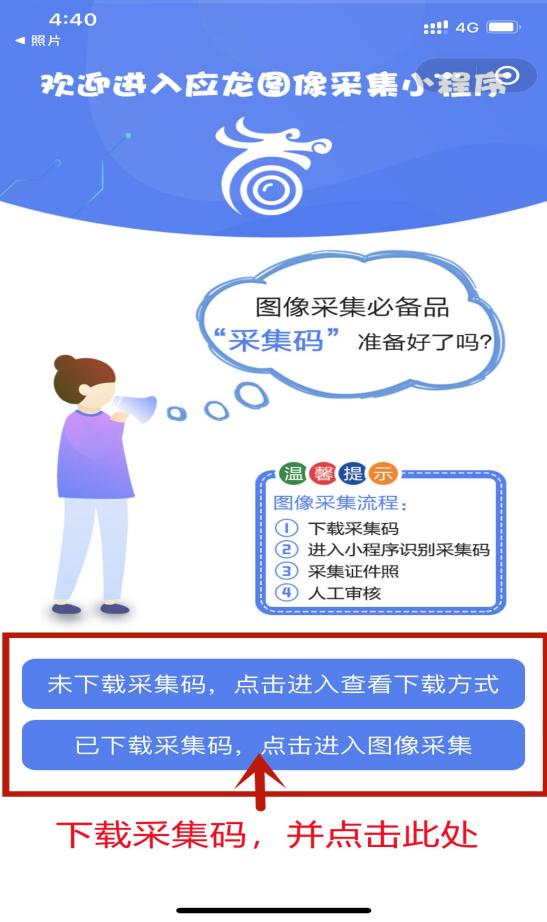 4:40
4G
◀ 照片
欢迎进入应龙图像采集小程序
图像采集必备品
“采集码” 准备好了吗?
温馨提示
图像采集流程:
① 下载采集码
② 进入小程序识别采集码
③ 采集证件照
④ 人工审核
未下载采集码，点击进入查看下载方式
已下载采集码，点击进入图像采集
下载采集码，并点击此处